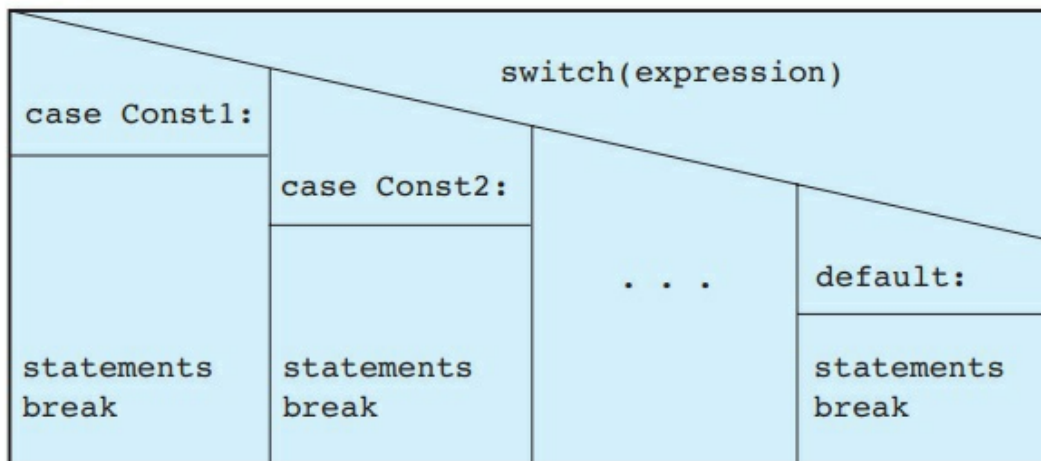 switch(expression)
case Const1:
case Const2:
. . .
default:
statements
break
statements
break
statements
break